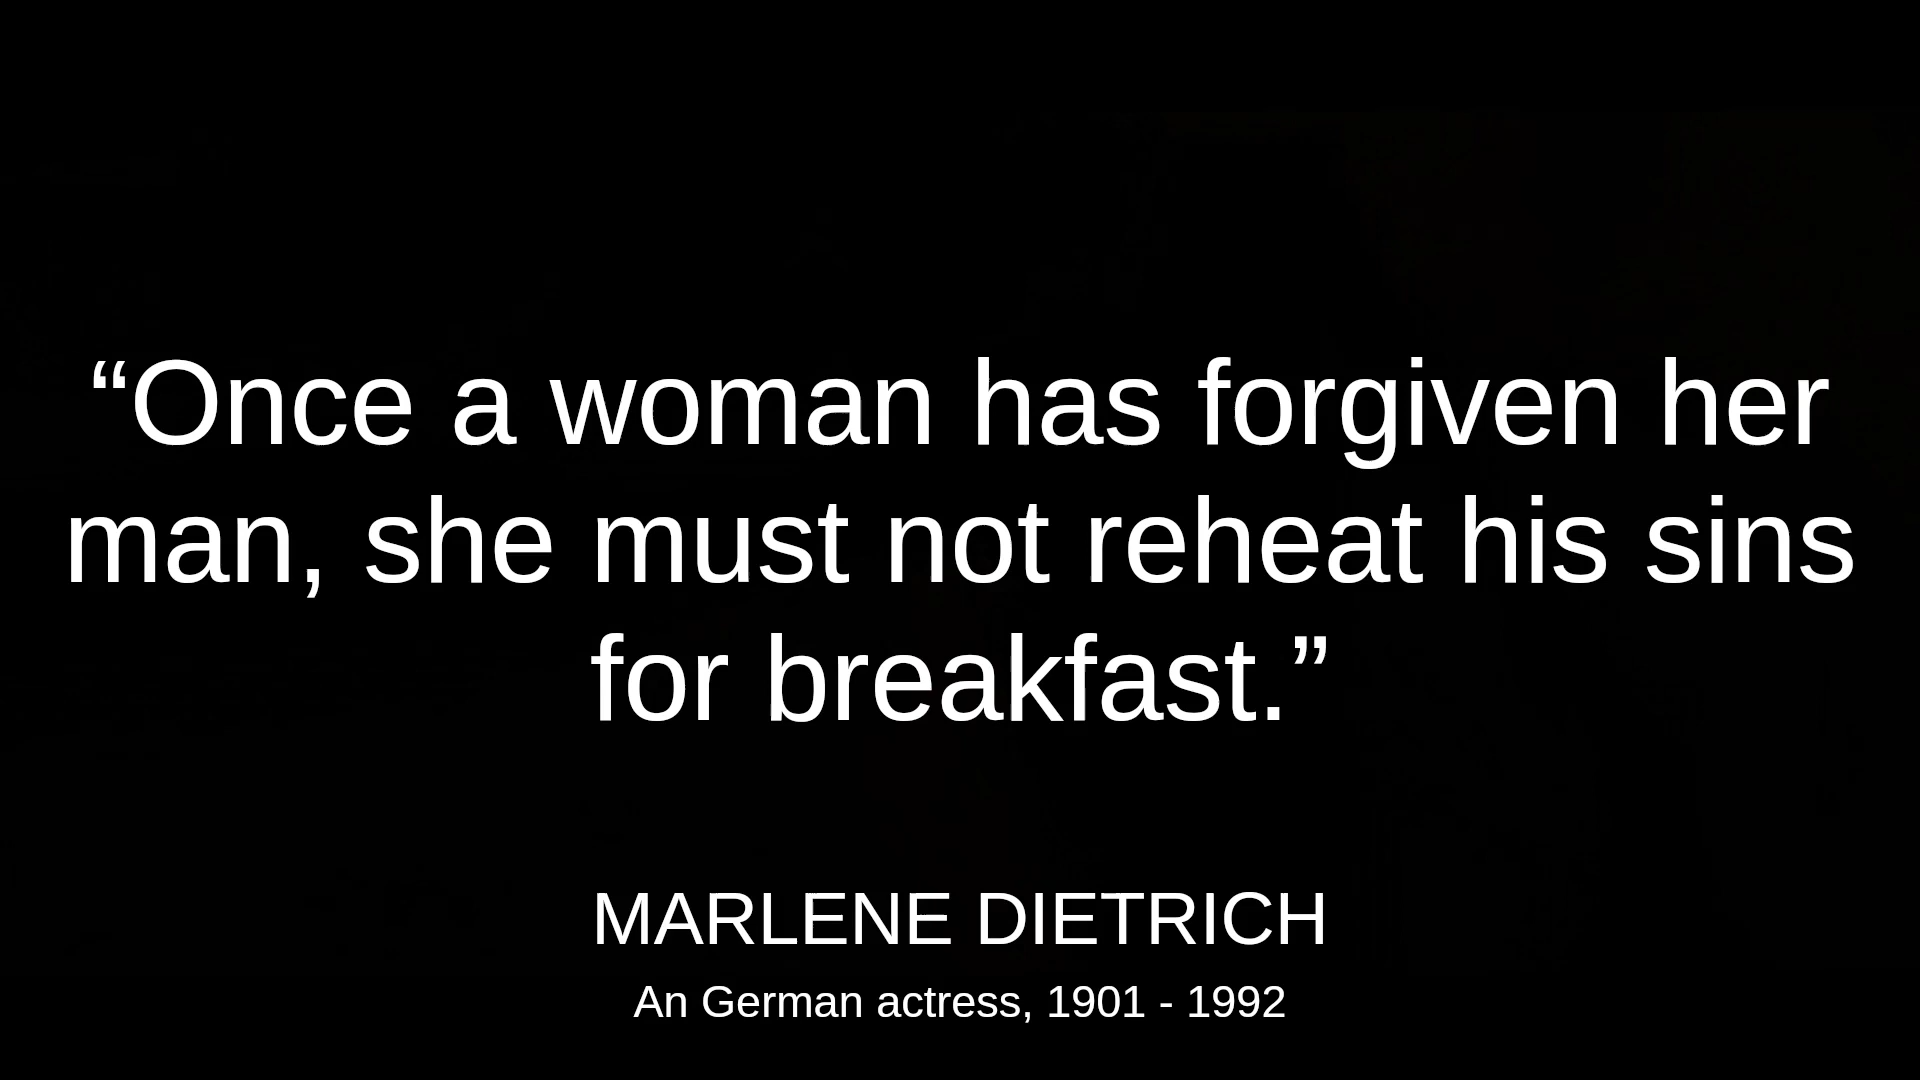 “Once a woman has forgiven her
man, she must not reheat his sins
for breakfast.”
MARLENE DIETRICH
An German actress, 1901 - 1992